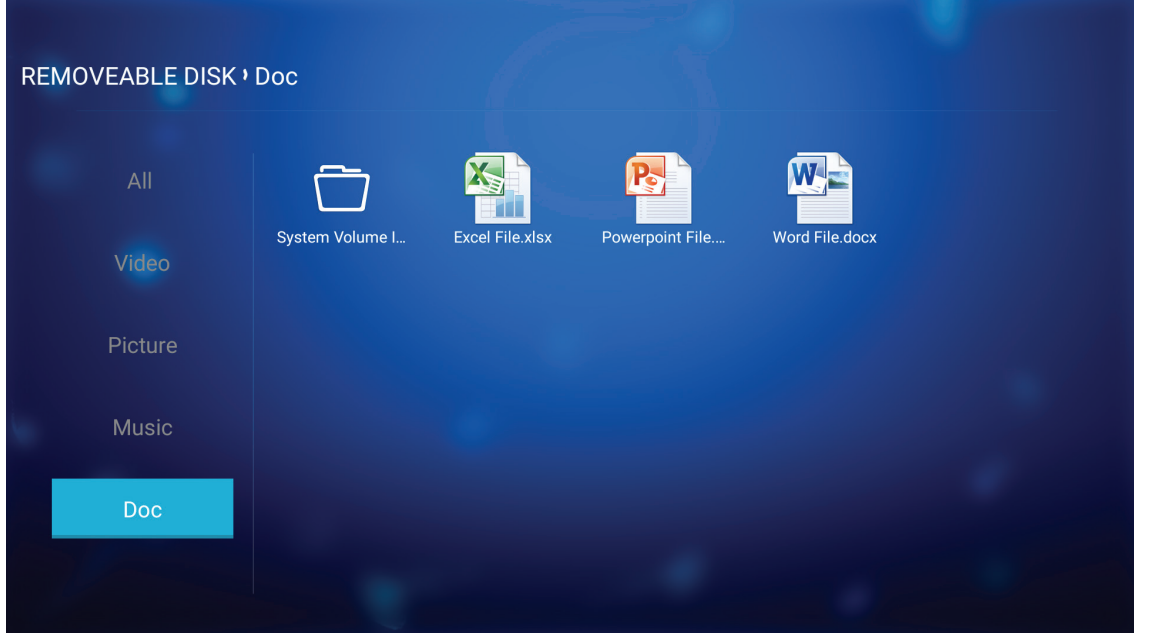 REMOVEABLE DISK › Doc
All
Video
Picture
Music
Doc
System Volume I...
Excel File.xlsx
Powerpoint File....
Word File.docx